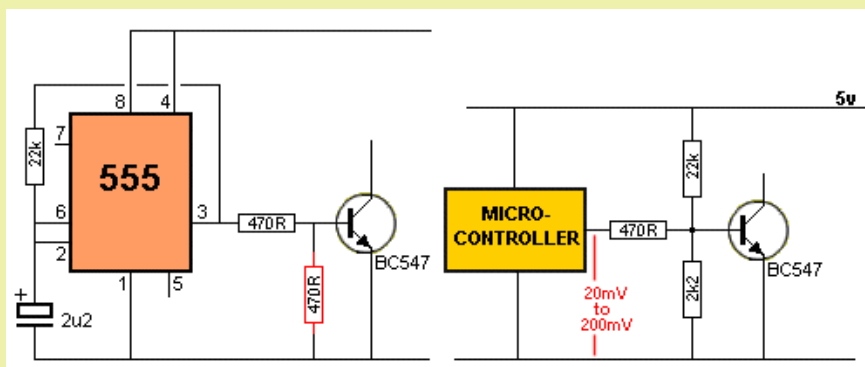 8
4
7
22k
555
6
3
2
470R
BC547
1
5
470R
+
2u2
5v
22k
MICRO-
CONTROLLER
470R
BC547
20mV
to
200mV
2k2